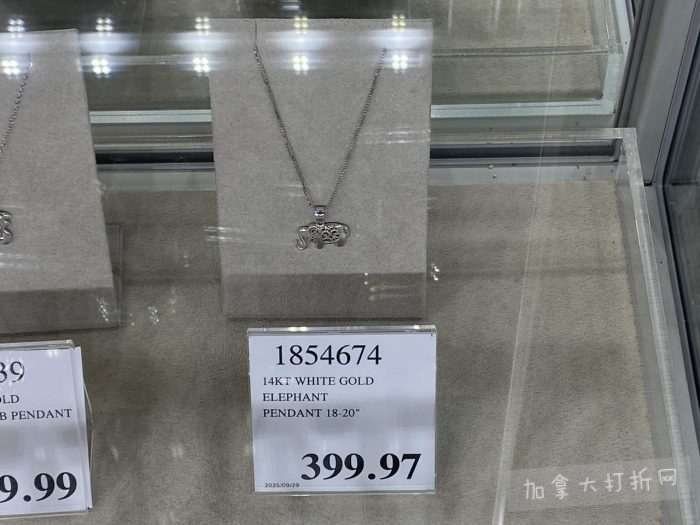 39
OLD
B PENDANT
9.99
1854674
14KT WHITE GOLD
ELEPHANT
PENDANT 18-20"
399.97
2025/09/29
加拿大打折网